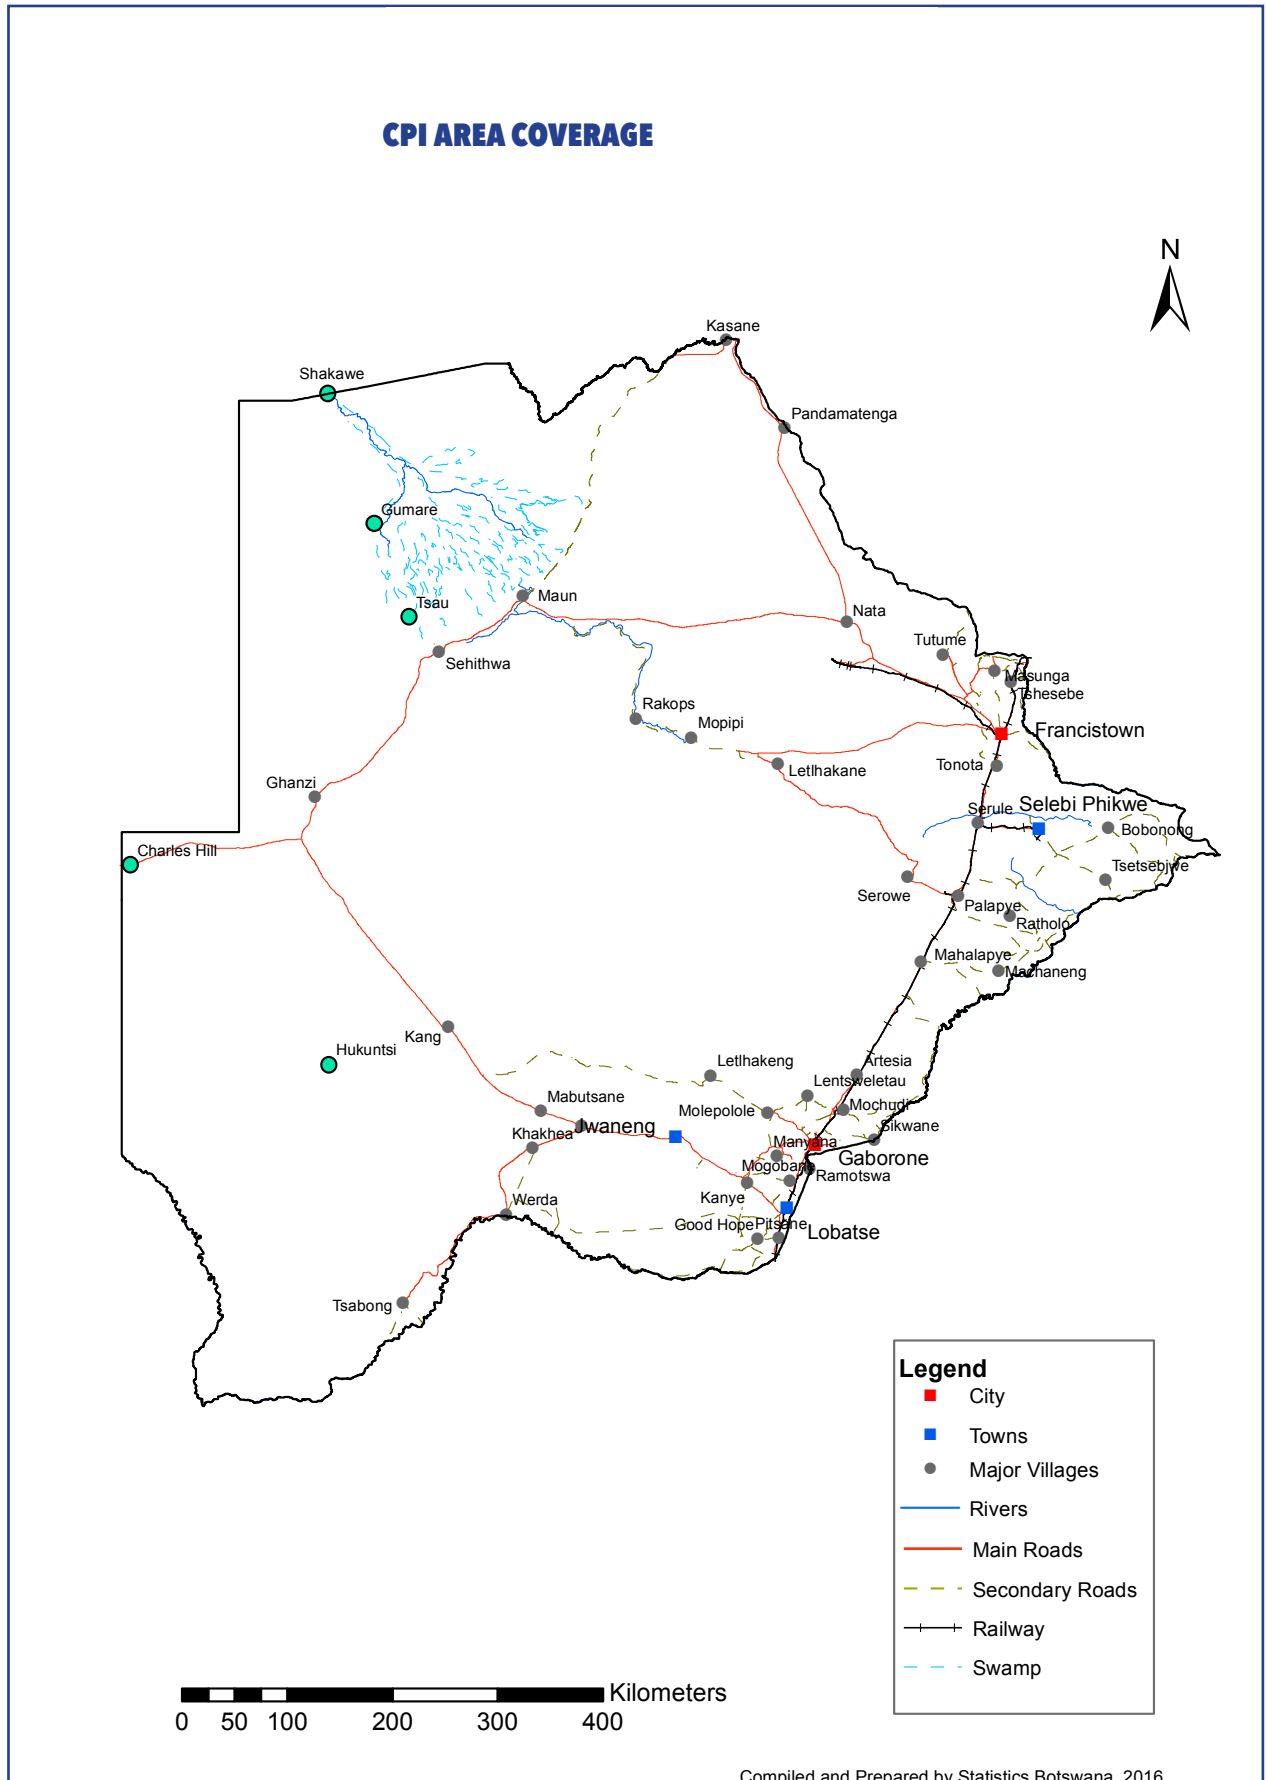 CPI AREA COVERAGE
N
Kasane
Shakawe
Pandamatenga
Gumare
Tsau
Maun
Nata
Tutume
Sehithwa
Masunga
Tshesebe
Rakops
Mopipi
Francistown
Letlhakane
Tonota
Ghanzi
Serule
Selebi Phikwe
Bobonong
Charles Hill
Tsetsebjwe
Serowe
Palapye
Ratholo
Mahalapye
Machaneng
Kang
Hukuntsi
Letlhakeng
Artesia
Lentsweletau
Mabutsane
Molepolole
Mochudi
Jwaneng
Sikwane
Khakhea
Manyana
Gaborone
Mogobane
Ramotswa
Kanye
Werda
Good Hope
Pitsane
Lobatse
Tsabong
Legend
City
Towns
Major Villages
Rivers
Main Roads
Secondary Roads
Railway
Swamp
Kilometers
0 50 100 200 300 400
Compiled and Prepared by Statistics Botswana, 2016